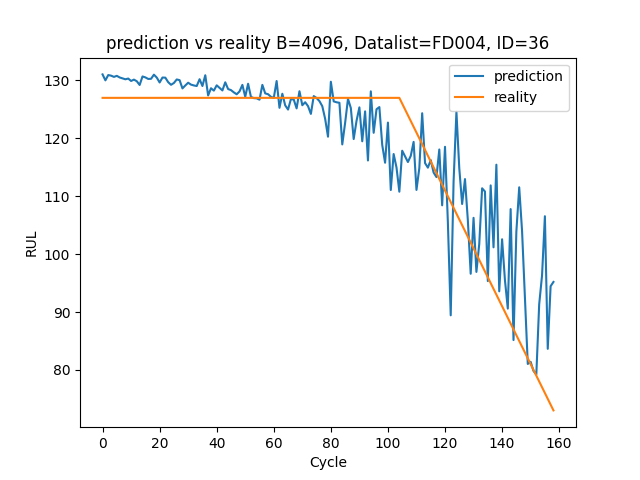 prediction vs reality B=4096, Datalist=FD004, ID=36
prediction
reality
RUL
130
120
110
100
90
80
0 20 40 60 80 100 120 140 160
Cycle